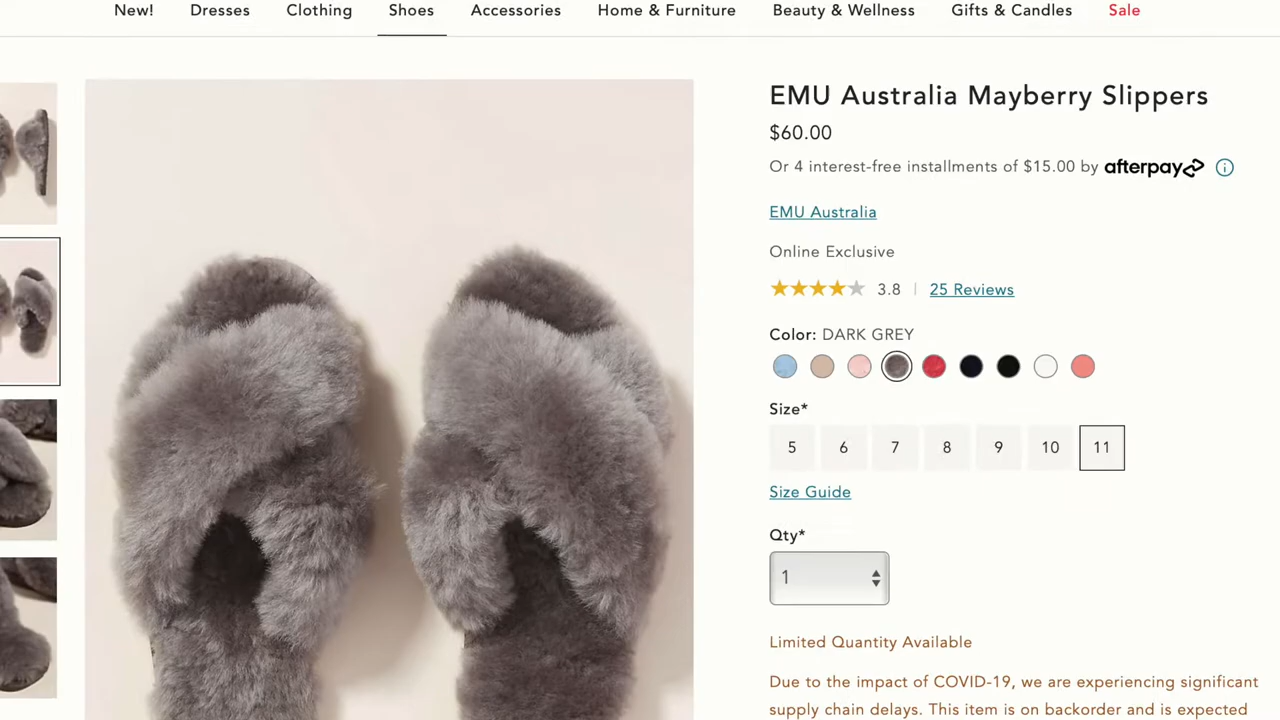 New! Dresses Clothing Shoes Accessories Home & Furniture Beauty & Wellness Gifts & Candles Sale
EMU Australia Mayberry Slippers
$60.00
Or 4 interest-free installments of $15.00 by afterpay
EMU Australia
Online Exclusive
3.8 | 25 Reviews
Color: DARK GREY
Size*
5 6 7 8 9 10 11
Size Guide
Qty*
1
Limited Quantity Available
Due to the impact of COVID-19, we are experiencing significant
supply chain delays. This item is on backorder and is expected